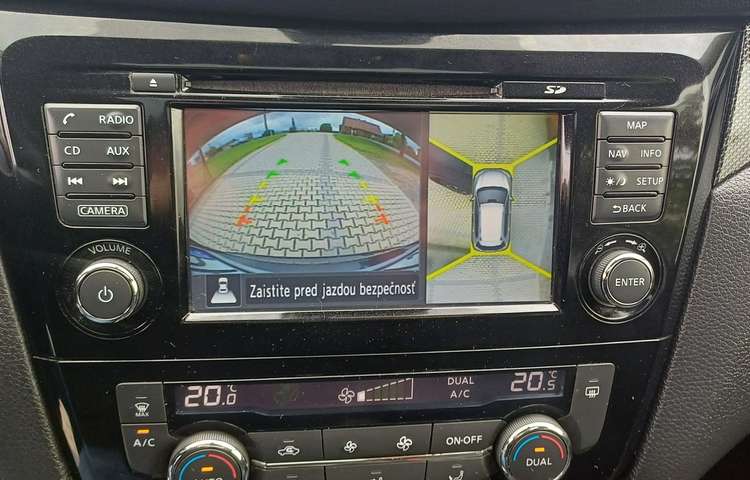 SD
RADIO
MAP
CD AUX
NAV INFO
SETUP
CAMERA
BACK
VOLUME
ENTER
Zaistite pred jazdou bezpečnosť
20.0 °C
DUAL
A/C
20.5 °C
MAX
A/C
ON·OFF
AUTO
DUAL